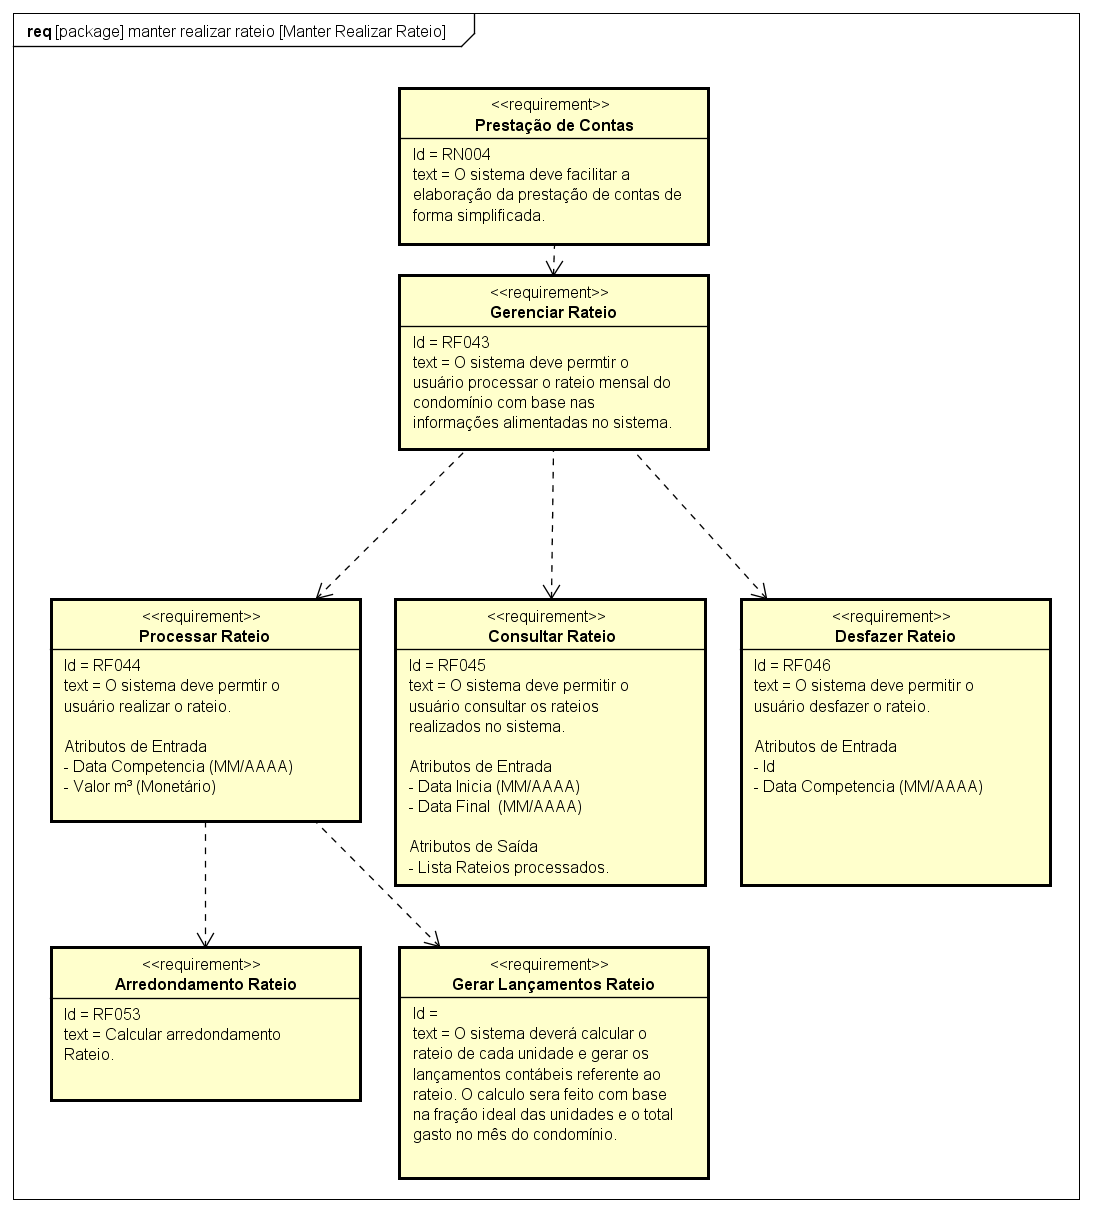 req [package] manter realizar rateio [Manter Realizar Rateio]
<<requirement>>
Prestação de Contas
Id = RN004
text = O sistema deve facilitar a
elaboração da prestação de contas de
forma simplificada.
<<requirement>>
Gerenciar Rateio
Id = RF043
text = O sistema deve permtir o
usuário processar o rateio mensal do
condomínio com base nas
informações alimentadas no sistema.
<<requirement>>
Processar Rateio
Id = RF044
text = O sistema deve permtir o
usuário realizar o rateio.
Atributos de Entrada
- Data Competencia (MM/AAAA)
- Valor m³ (Monetário)
<<requirement>>
Consultar Rateio
Id = RF045
text = O sistema deve permitir o
usuário consultar os rateios
realizados no sistema.
Atributos de Entrada
- Data Inicia (MM/AAAA)
- Data Final  (MM/AAAA)
Atributos de Saída
- Lista Rateios processados.
<<requirement>>
Desfazer Rateio
Id = RF046
text = O sistema deve permitir o
usuário desfazer o rateio.
Atributos de Entrada
- Id
- Data Competencia (MM/AAAA)
<<requirement>>
Arredondamento Rateio
Id = RF053
text = Calcular arredondamento
Rateio.
<<requirement>>
Gerar Lançamentos Rateio
Id =
text = O sistema deverá calcular o
rateio de cada unidade e gerar os
lançamentos contábeis referente ao
rateio. O calculo sera feito com base
na fração ideal das unidades e o total
gasto no mês do condomínio.